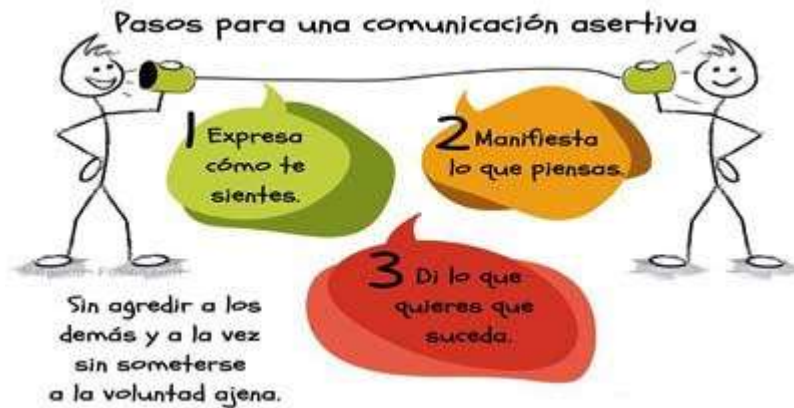 Pasos para una comunicación asertiva
1 Expresa
cómo te
sientes.
2 Manifiesta
lo que piensas.
3 Di lo que
quieres que
suceda.
Sin agredir a los
demás y a la vez
sin someterse
a la voluntad ajena.